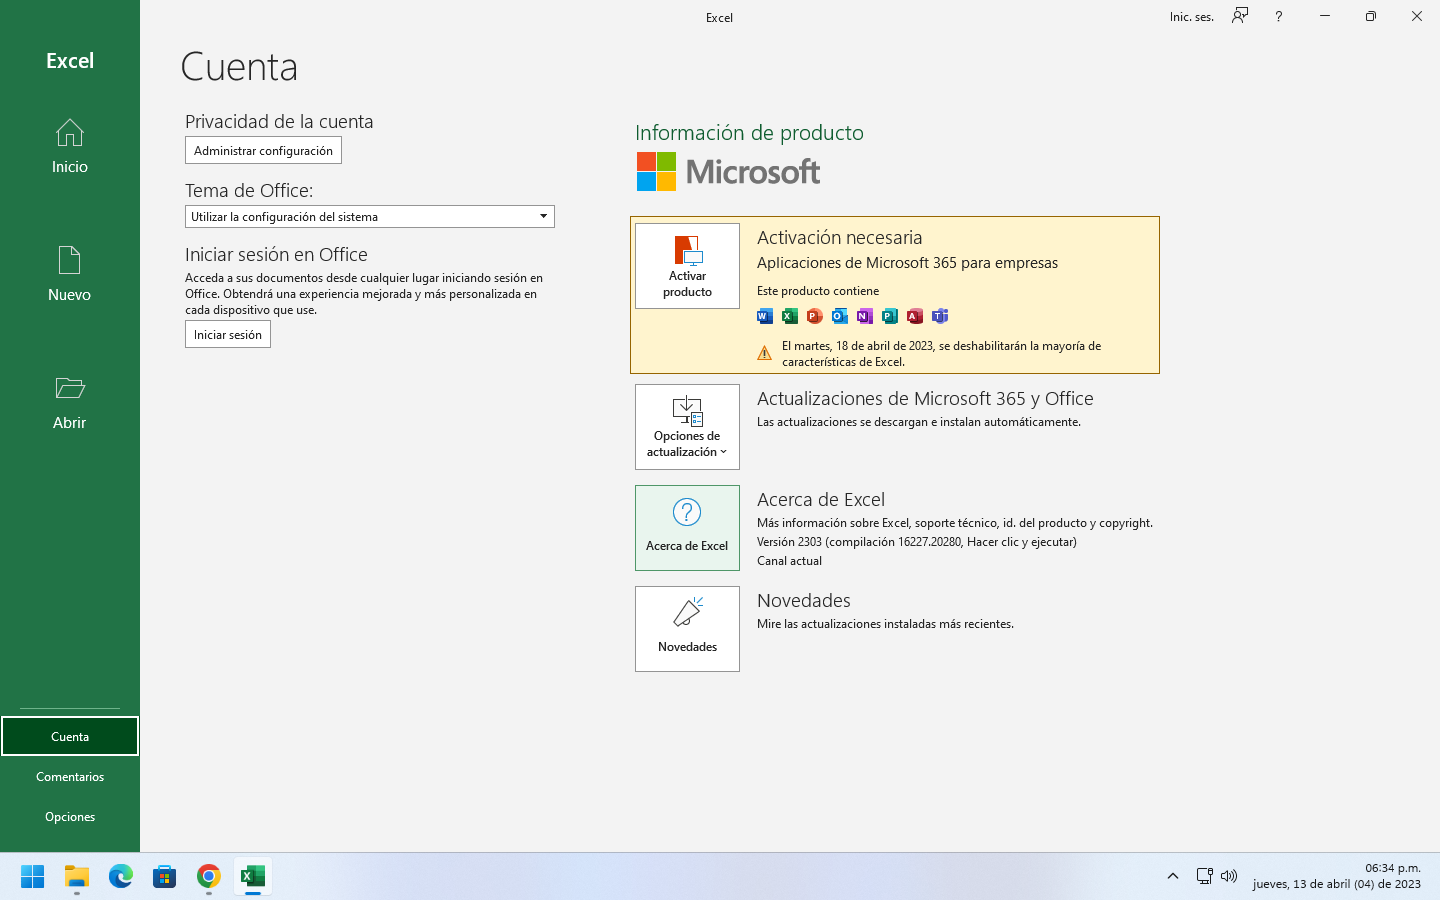 Excel
Inic. ses.
?
Excel
Inicio
Nuevo
Abrir
Cuenta
Comentarios
Opciones
Cuenta
Privacidad de la cuenta
Administrar configuración
Tema de Office:
Utilizar la configuración del sistema
Iniciar sesión en Office
Acceda a sus documentos desde cualquier lugar iniciando sesión en
Office. Obtendrá una experiencia mejorada y más personalizada en
cada dispositivo que use.
Iniciar sesión
Información de producto
Microsoft
Activar
producto
Activación necesaria
Aplicaciones de Microsoft 365 para empresas
Este producto contiene
W X P O N P A T
El martes, 18 de abril de 2023, se deshabilitarán la mayoría de
características de Excel.
Opciones de
actualización
Actualizaciones de Microsoft 365 y Office
Las actualizaciones se descargan e instalan automáticamente.
Acerca de Excel
Acerca de Excel
Más información sobre Excel, soporte técnico, id. del producto y copyright.
Versión 2303 (compilación 16227.20280, Hacer clic y ejecutar)
Canal actual
Novedades
Novedades
Mire las actualizaciones instaladas más recientes.
X
06:34 p.m.
jueves, 13 de abril (04) de 2023